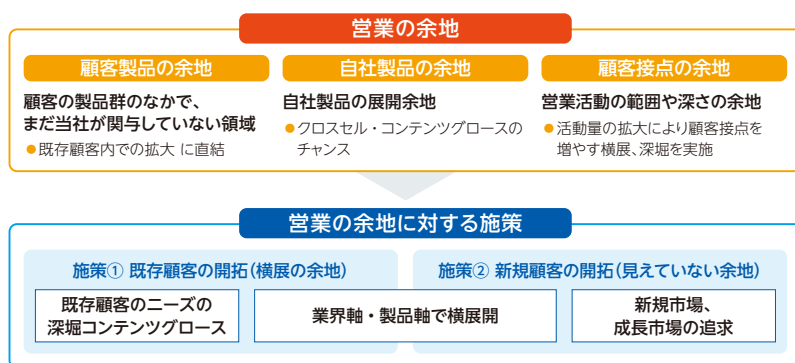 営業の余地
顧客製品の余地
顧客の製品群のなかで、
まだ当社が関与していない領域
●既存顧客内での拡大 に直結
自社製品の余地
自社製品の展開余地
●クロスセル・コンテンツグロースの
チャンス
顧客接点の余地
営業活動の範囲や深さの余地
●活動量の拡大により顧客接点を
増やす横展、深堀を実施
営業の余地に対する施策
施策① 既存顧客の開拓(横展の余地)
施策② 新規顧客の開拓(見えていない余地)
既存顧客のニーズの
深堀コンテンツグロース
業界軸・製品軸で横展開
新規市場、
成長市場の追求